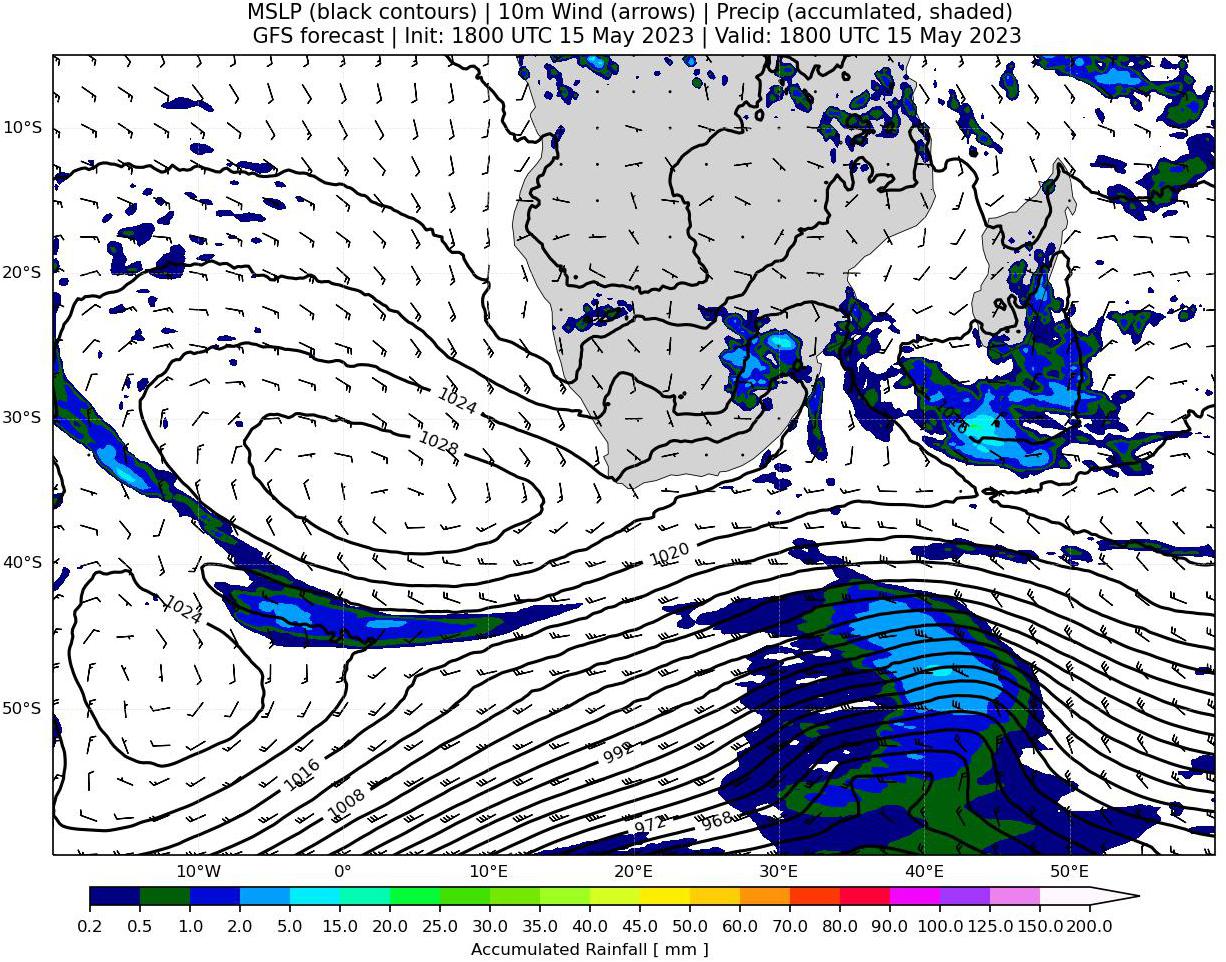 MSLP (black contours) | 10m Wind (arrows) | Precip (accumlated, shaded)
GFS forecast | Init: 1800 UTC 15 May 2023 | Valid: 1800 UTC 15 May 2023
10°S
20°S
1024
30°S
1016
1028
1020
40°S
1024
50°S
992
1016
1008
972
968
10°W 0° 10°E 20°E 30°E 40°E 50°E
0.2 0.5 1.0 2.0 5.0 10.0 15.0 20.0 25.0 30.0 35.0 40.0 45.0 50.0 60.0 70.0 80.0 90.0 100.0 125.0 150.0 200.0
Accumulated Rainfall [ mm ]